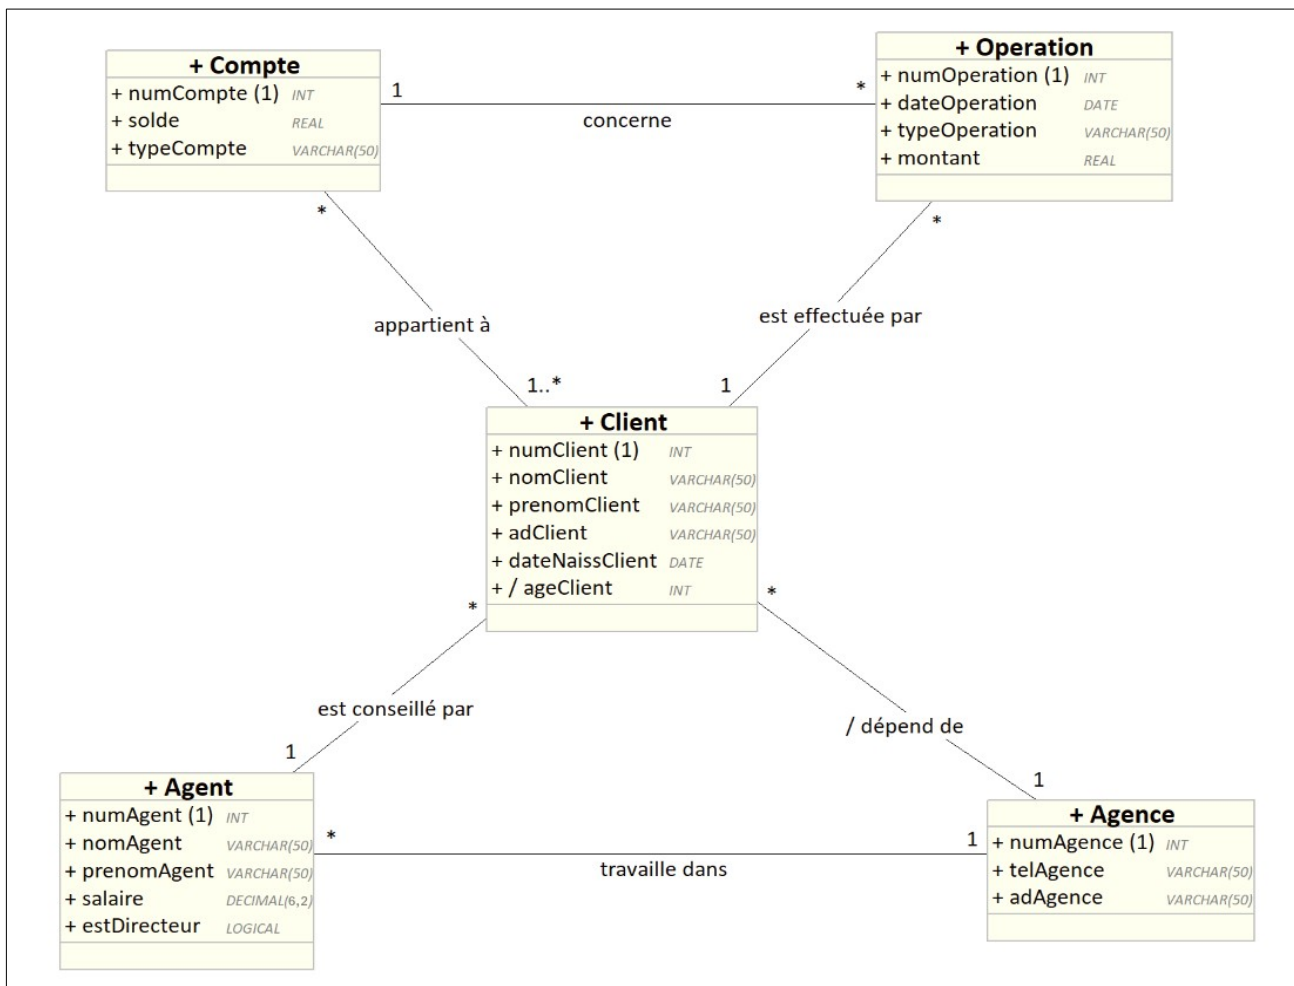 + Compte
+ numCompte (1) INT
+ solde REAL
+ typeCompte VARCHAR(50)
1
*
concerne
+ Operation
+ numOperation (1) INT
+ dateOperation DATE
+ typeOperation VARCHAR(50)
+ montant REAL
*
appartient à
1..*
*
est effectuée par
1
+ Client
+ numClient (1) INT
+ nomClient VARCHAR(50)
+ prenomClient VARCHAR(50)
+ adClient VARCHAR(50)
+ dateNaissClient DATE
+ / ageClient INT
*
est conseillé par
1
*
/ dépend de
1
+ Agent
+ numAgent (1) INT
+ nomAgent VARCHAR(50)
+ prenomAgent VARCHAR(50)
+ salaire DECIMAL(6,2)
+ estDirecteur LOGICAL
*
1
travaille dans
+ Agence
+ numAgence (1) INT
+ telAgence VARCHAR(50)
+ adAgence VARCHAR(50)